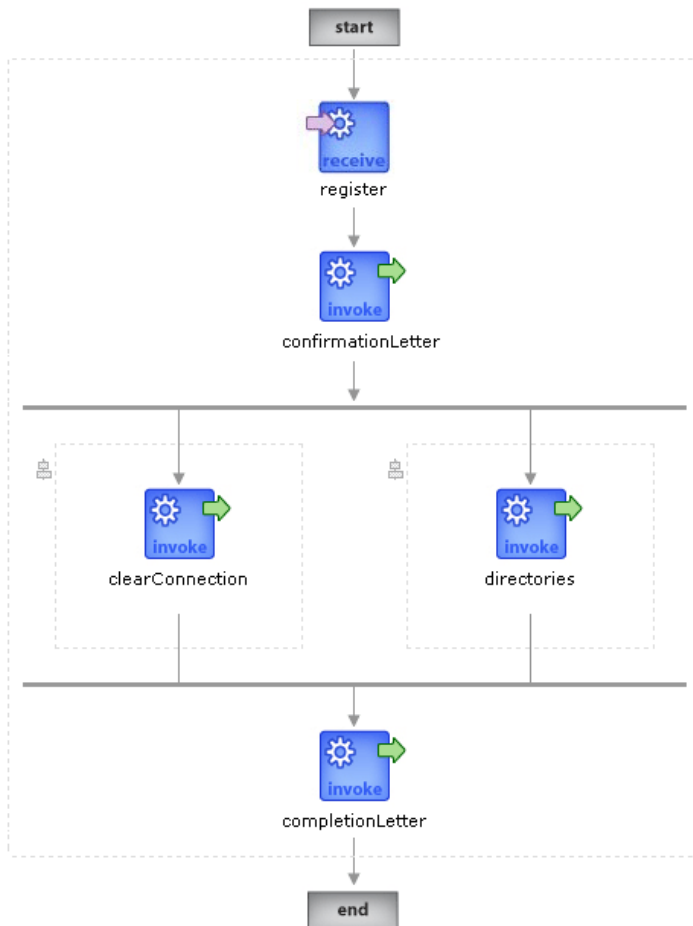 start
receive
register
invoke
confirmationLetter
invoke
clearConnection
invoke
directories
invoke
completionLetter
end